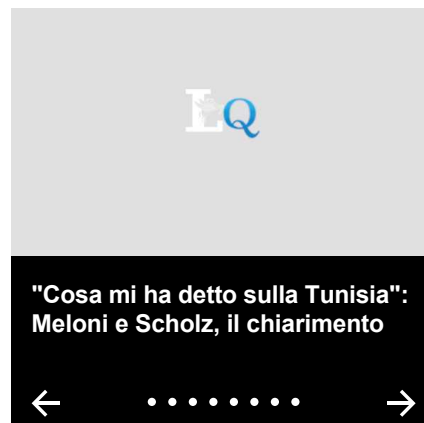 LQ
"Cosa mi ha detto sulla Tunisia":
Meloni e Scholz, il chiarimento